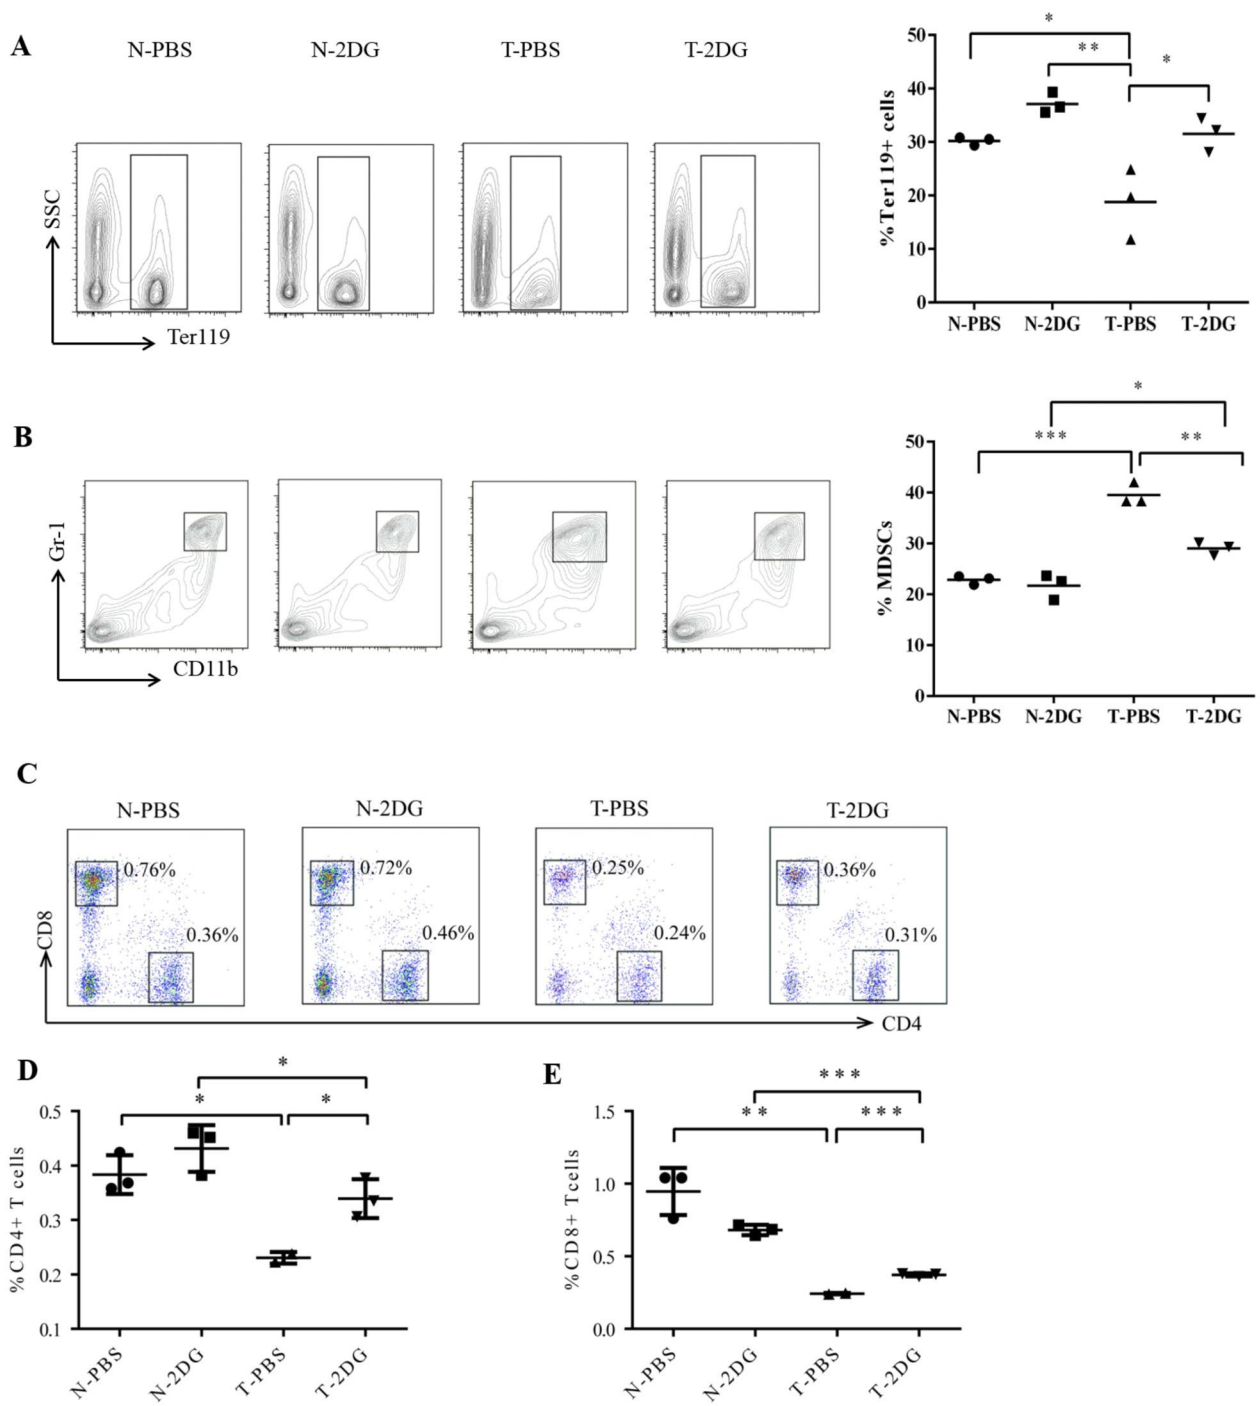 A
N-PBS N-2DG T-PBS T-2DG
SSC
Ter119
%Ter119+ cells
50
40
30
20
10
0
* ** *
N-PBS N-2DG T-PBS T-2DG
B
Gr-1
CD11b
% MDSCs
50
40
30
20
10
0
*
*** **
N-PBS N-2DG T-PBS T-2DG
C
N-PBS N-2DG T-PBS T-2DG
0.76% 0.72% 0.25% 0.36%
0.36% 0.46% 0.24% 0.31%
CD8
CD4
D
%CD4+ T cells
0.5
0.4
0.3
0.2
0.1
*
* *
N-PBS N-2DG T-PBS T-2DG
E
%CD8+ Tcells
1.5
1.0
0.5
0.0
***
** ***
N-PBS N-2DG T-PBS T-2DG